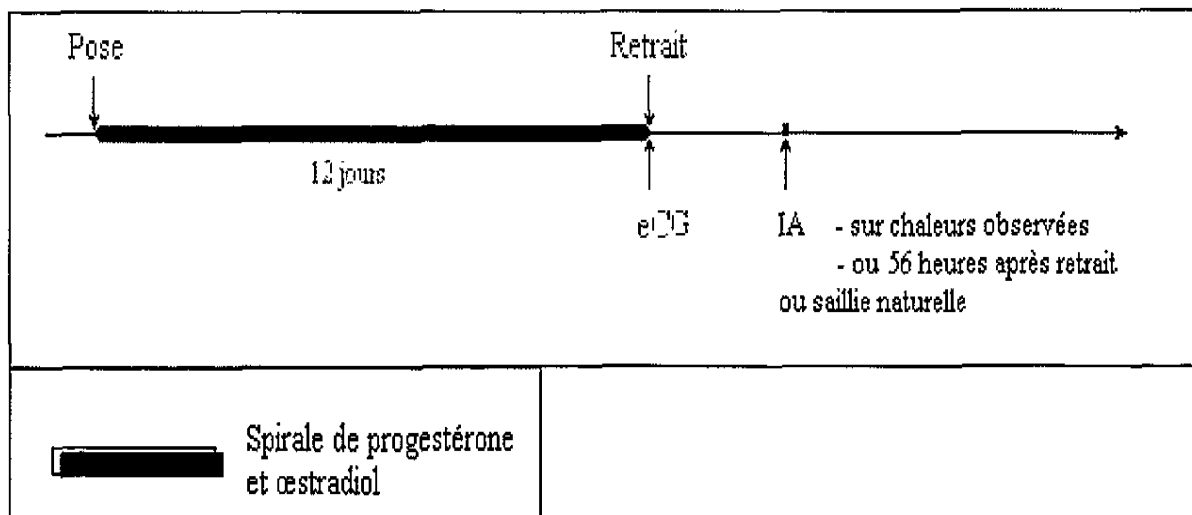 Pose
Retrait
12 jours
eCG
IA - sur chaleurs observées
- ou 56 heures après retrait
ou saillie naturelle
Spirale de progestérone
et œstradiol